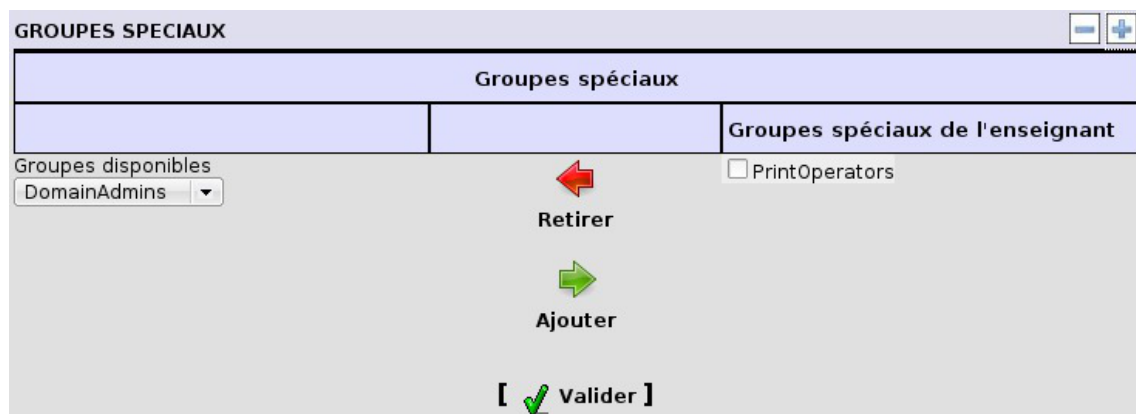 GROUPES SPECIAUX
Groupes spéciaux
Groupes spéciaux de l'enseignant
Groupes disponibles
DomainAdmins
PrintOperators
Retirer
Ajouter
[ Valider ]